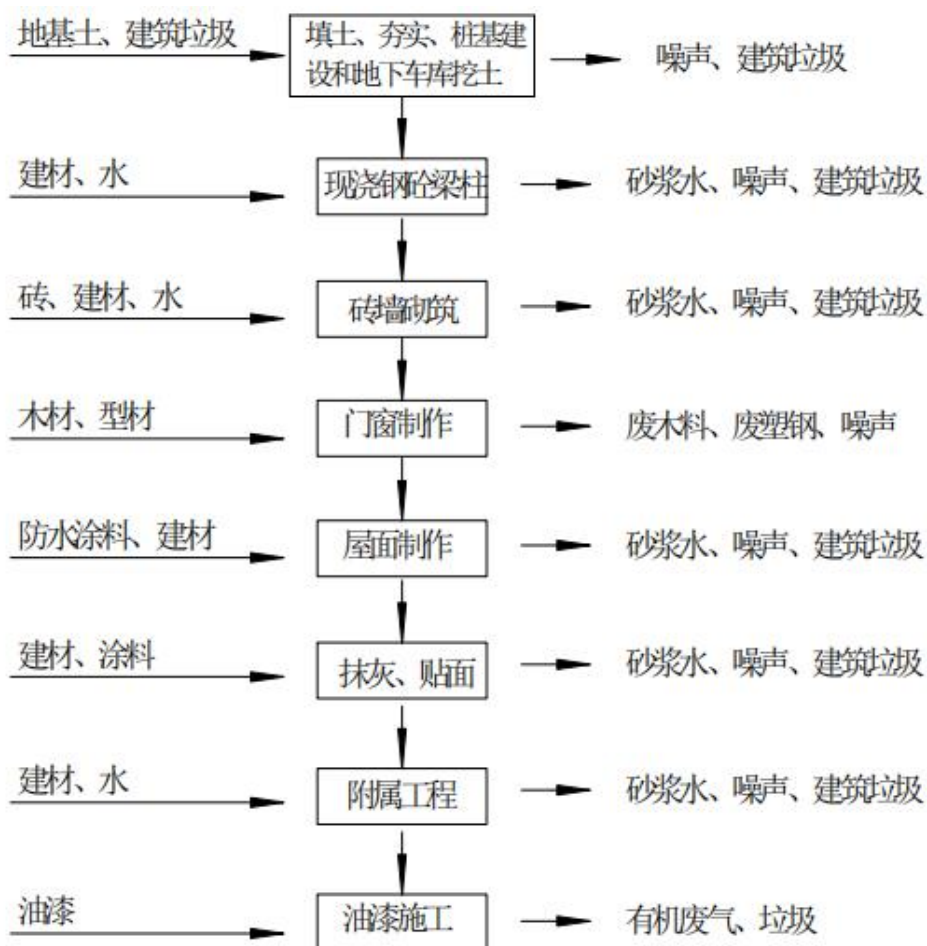 地基土、建筑垃圾
填土、夯实、桩基建
设和地下车库挖土
噪声、建筑垃圾
建材、水
现浇钢砼梁柱
砂浆水、噪声、建筑垃圾
砖、建材、水
砖墙砌筑
砂浆水、噪声、建筑垃圾
木材、型材
门窗制作
废木料、废塑钢、噪声
防水涂料、建材
屋面制作
砂浆水、噪声、建筑垃圾
建材、涂料
抹灰、贴面
砂浆水、噪声、建筑垃圾
建材、水
附属工程
砂浆水、噪声、建筑垃圾
油漆
油漆施工
有机废气、垃圾